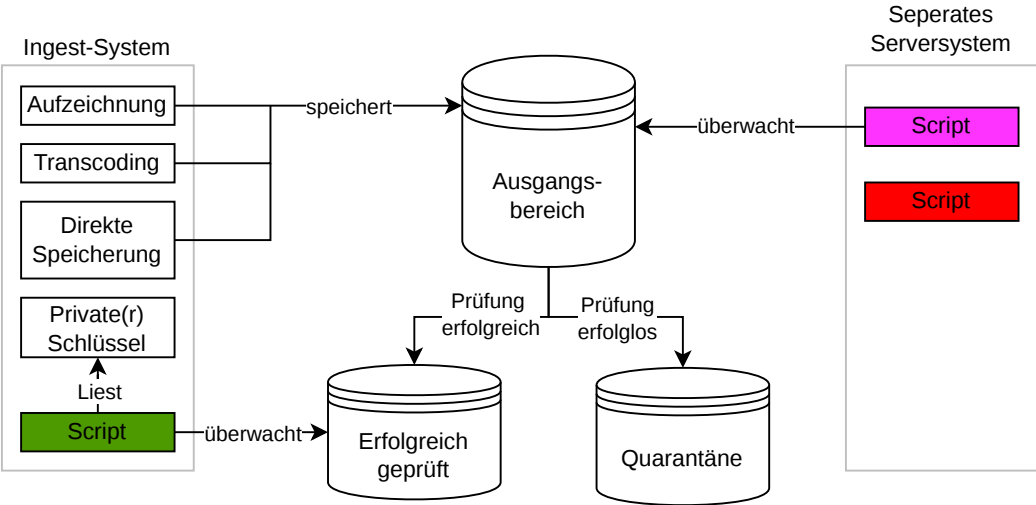 Ingest-System
Aufzeichnung
Transcoding
Direkte
Speicherung
Private(r)
Schlüssel
Liest
Script
speichert
überwacht
Ausgangs-
bereich
Prüfung
erfolgreich
Prüfung
erfolglos
Erfolgreich
geprüft
Quarantäne
Seperates
Serversystem
überwacht
Script
Script